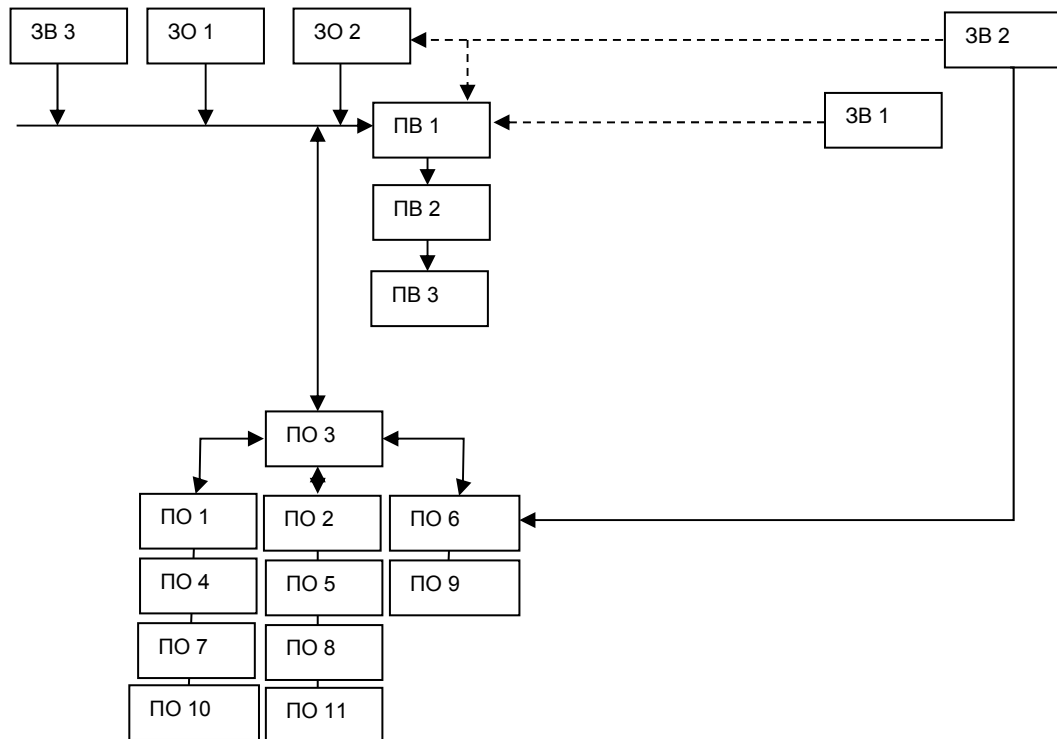 ЗВ 3
ЗО 1
ЗО 2
ЗВ 2
ПВ 1
ЗВ 1
ПВ 2
ПВ 3
ПО 3
ПО 1
ПО 2
ПО 6
ПО 4
ПО 5
ПО 9
ПО 7
ПО 8
ПО 10
ПО 11